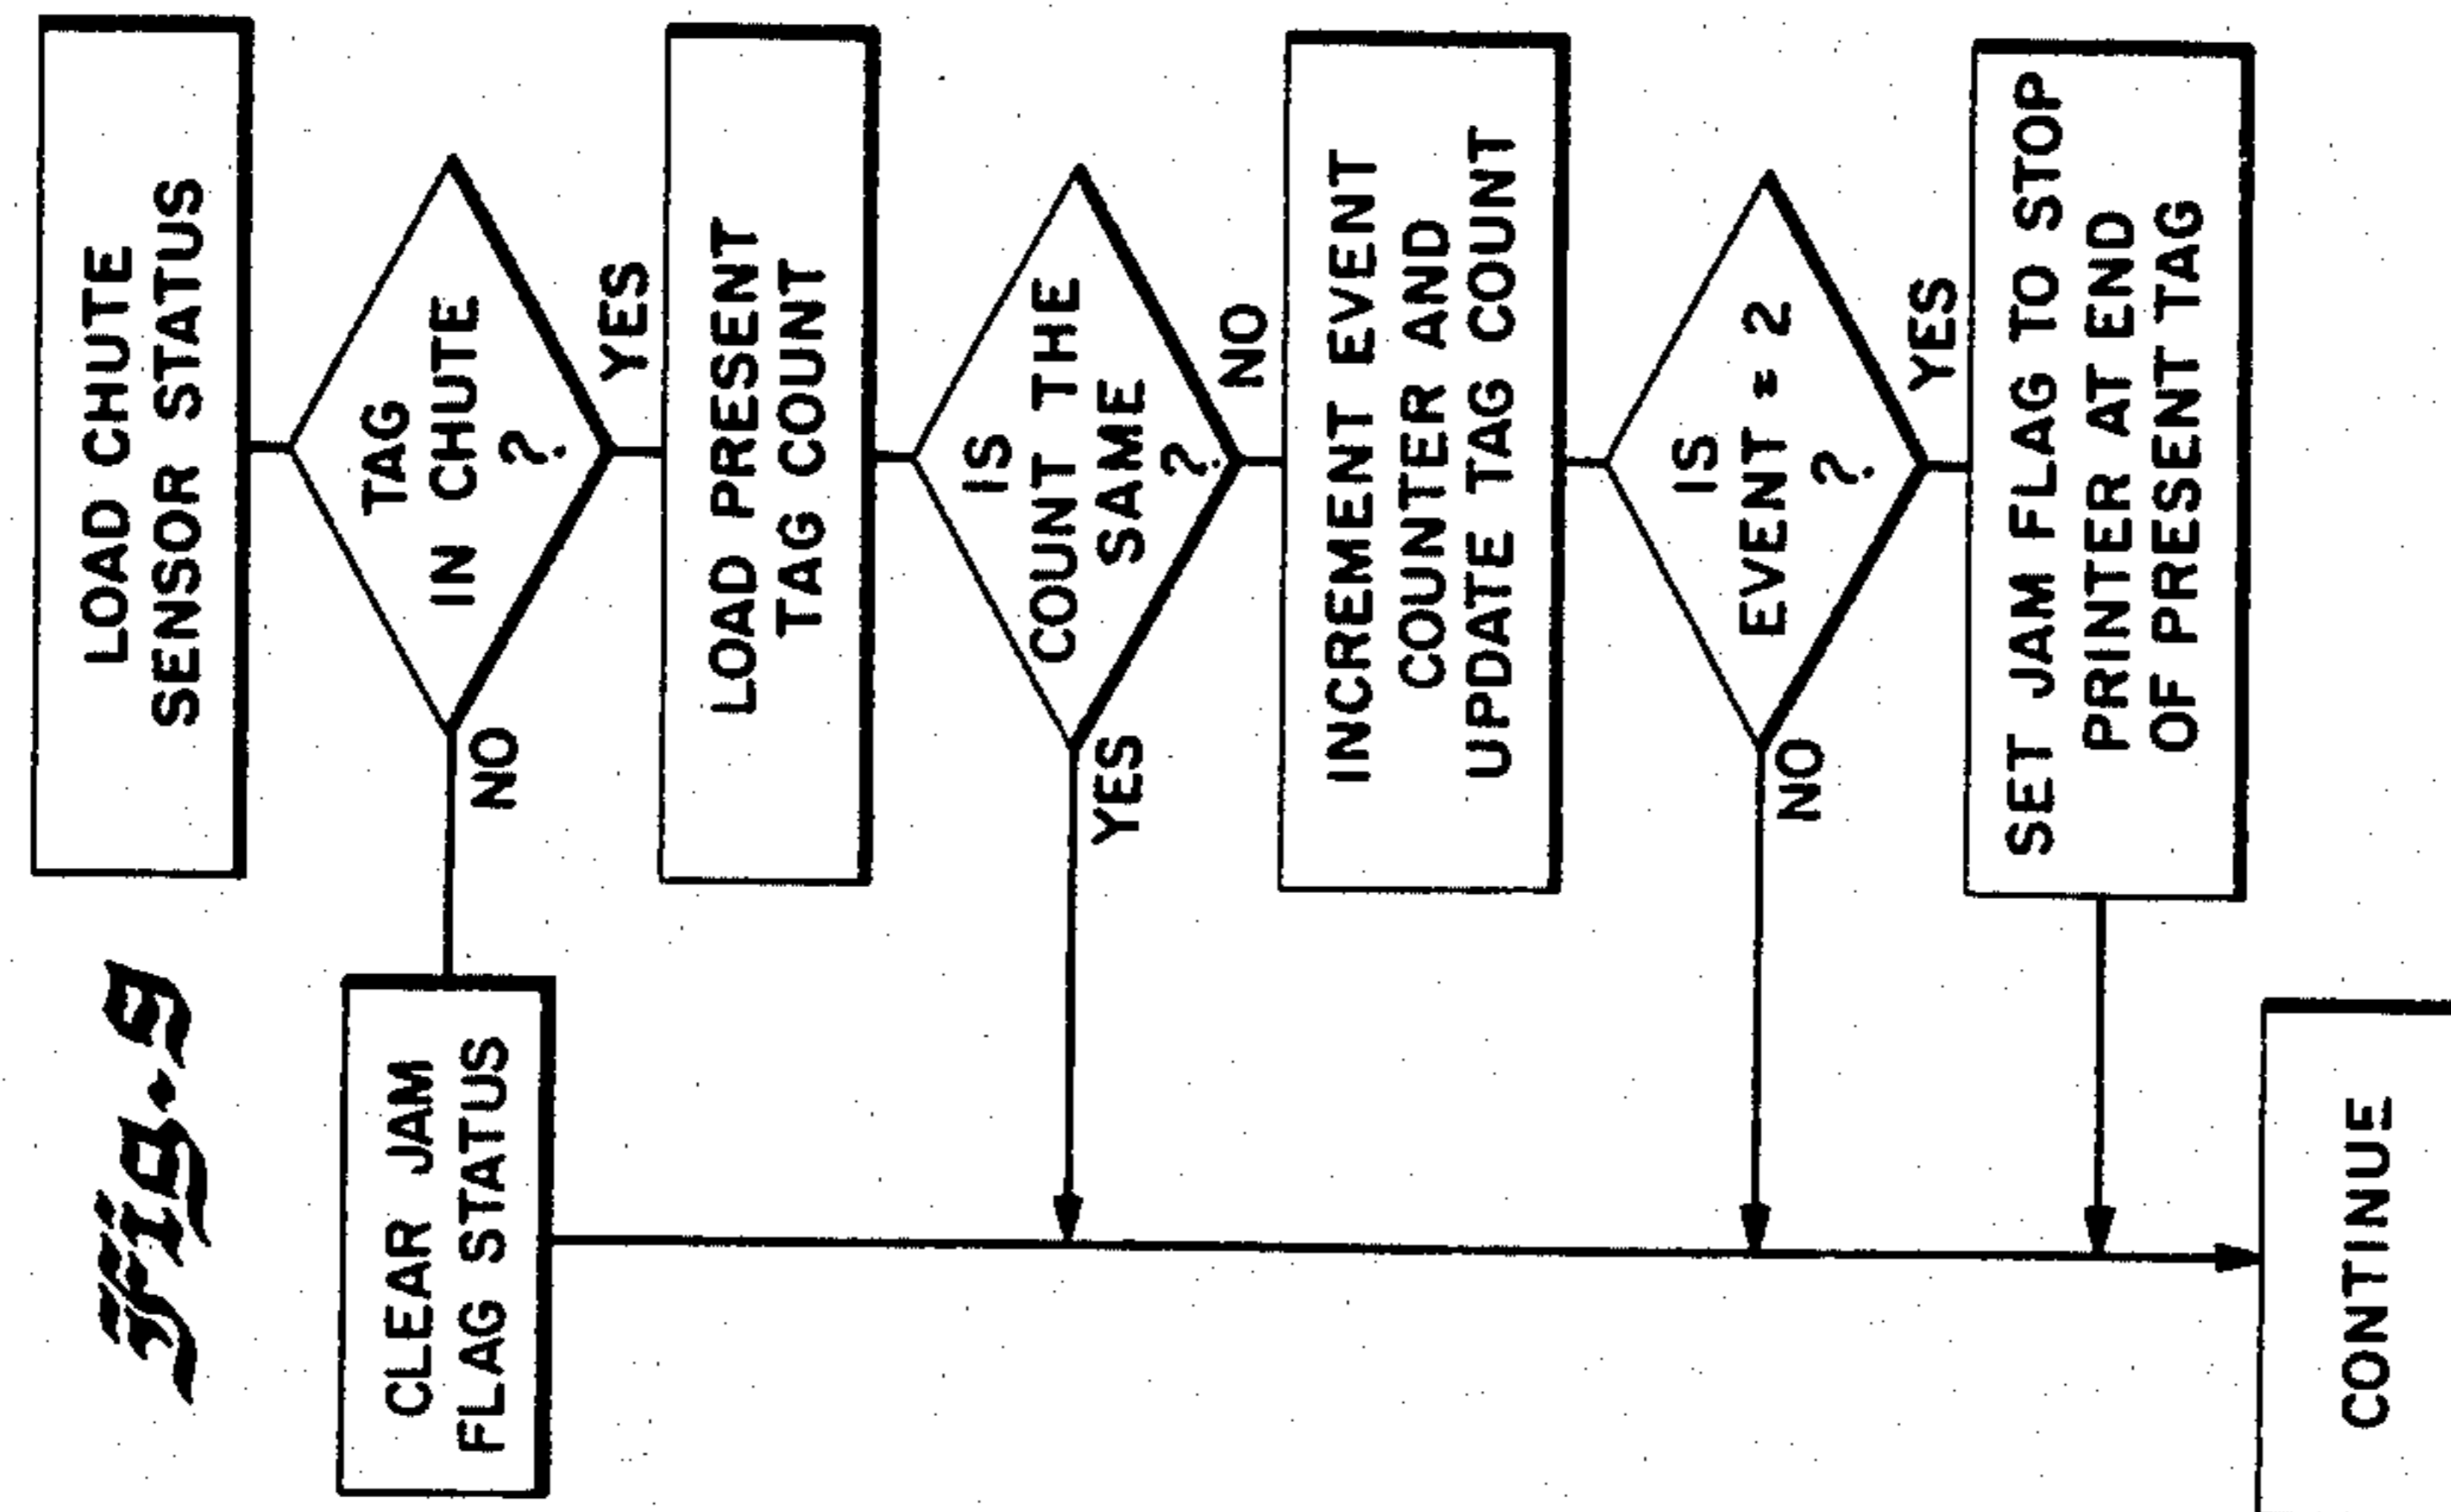 Fig. 9
LOAD CHUTE
SENSOR STATUS
TAG
IN CHUTE
?
NO
YES
CLEAR JAM
FLAG STATUS
LOAD PRESENT
TAG COUNT
IS
COUNT THE
SAME
?
YES
NO
INCREMENT EVENT
COUNTER AND
UPDATE TAG COUNT
IS
EVENT = 2
?
NO
YES
SET JAM FLAG TO STOP
PRINTER AT END
OF PRESENT TAG
CONTINUE